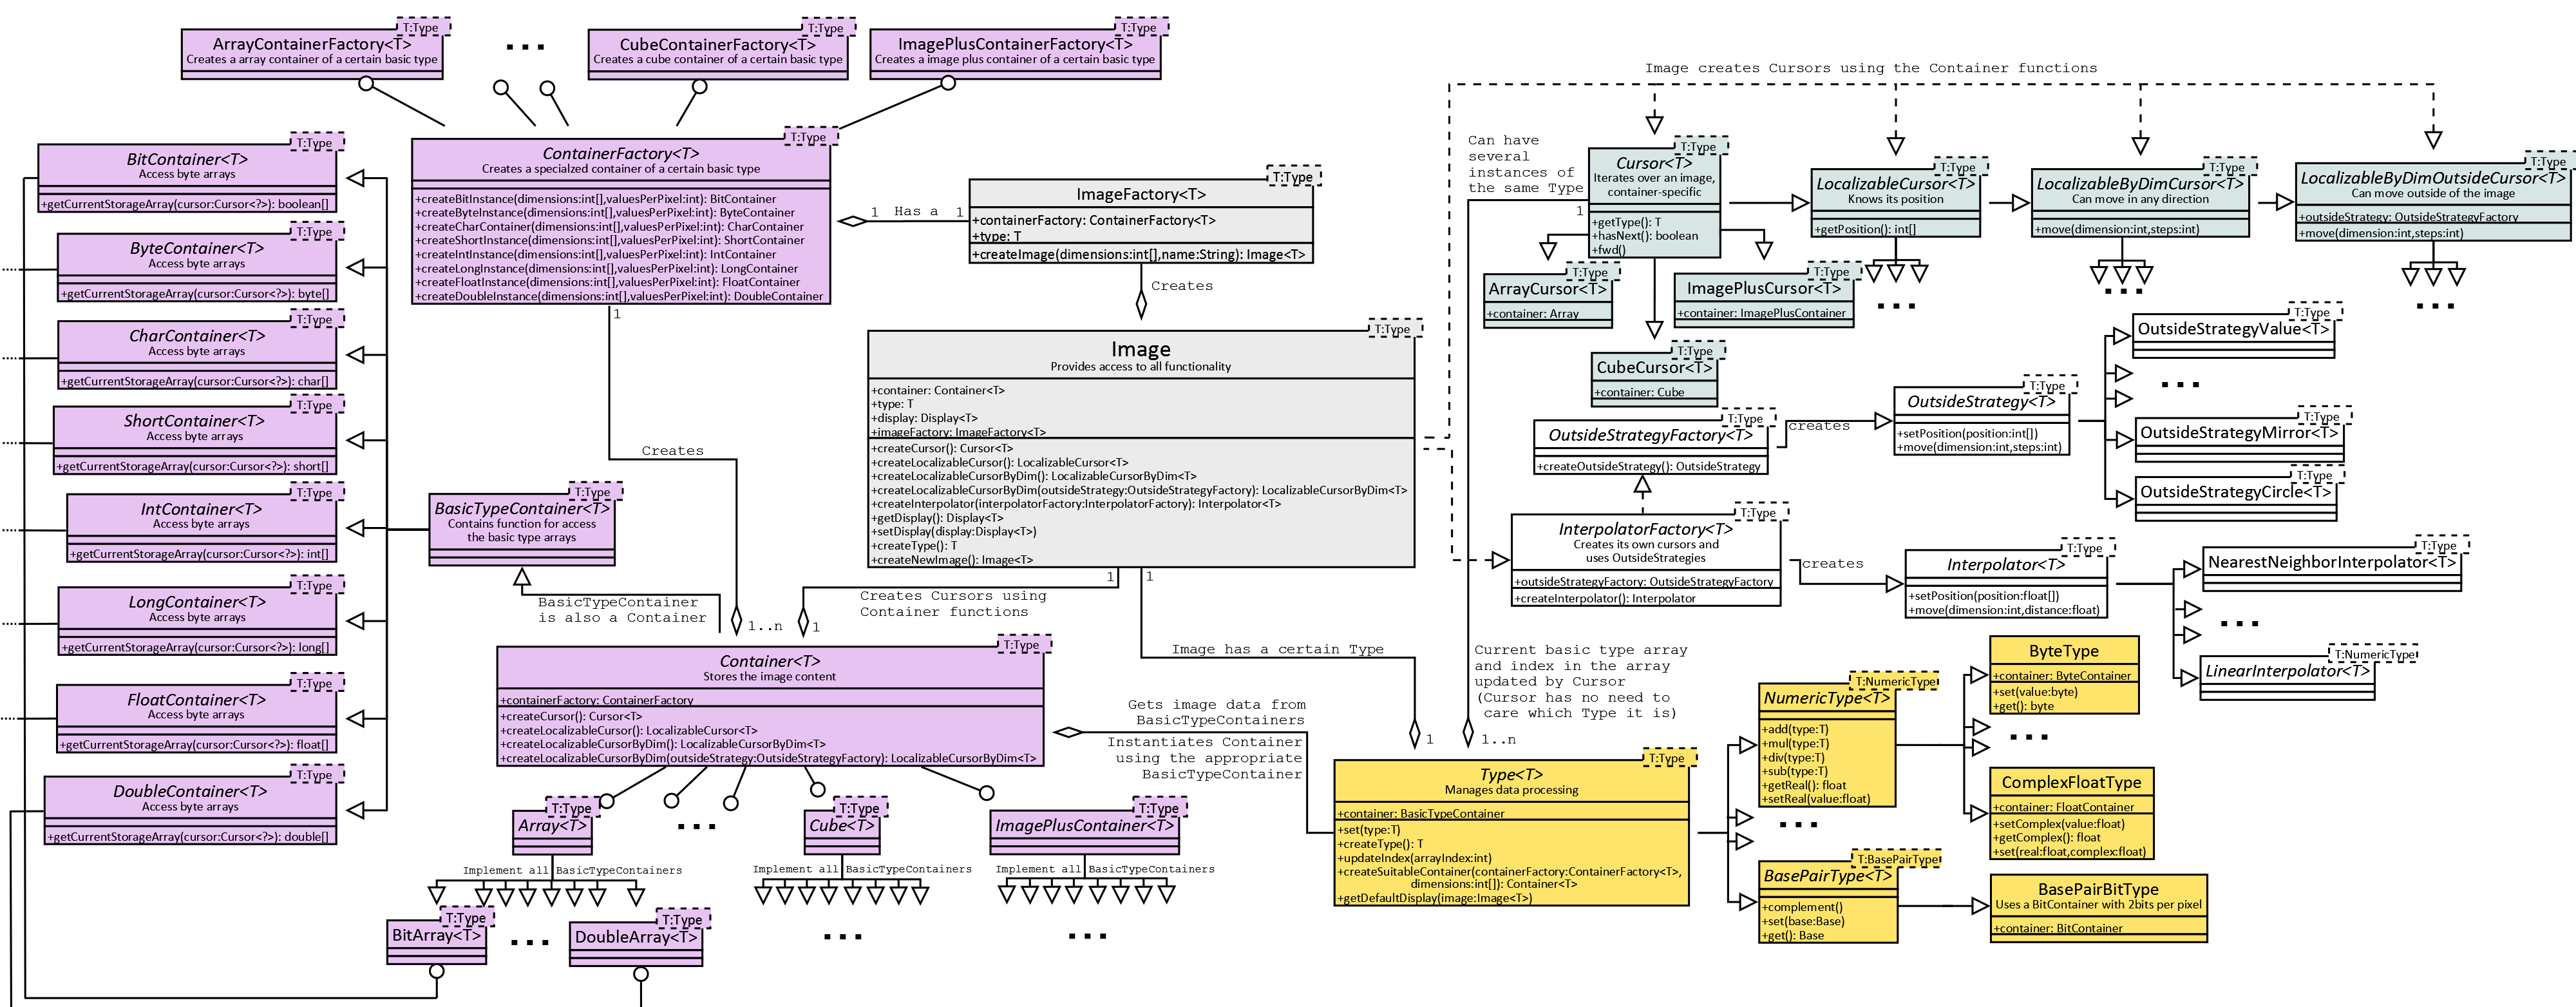 T:Type
ArrayContainerFactory<T>
Creates a array container of a certain basic type
T:Type
CubeContainerFactory<T>
Creates a cube container of a certain basic type
T:Type
ImagePlusContainerFactory<T>
Creates a image plus container of a certain basic type
T:Type
ContainerFactory<T>
Creates a specialzed container of a certain basic type
+createBitInstance(dimensions:int[],valuesPerPixel:int): BitContainer
+createByteInstance(dimensions:int[],valuesPerPixel:int): ByteContainer
+createCharContainer(dimensions:int[],valuesPerPixel:int): CharContainer
+createShortInstance(dimensions:int[],valuesPerPixel:int): ShortContainer
+createIntInstance(dimensions:int[],valuesPerPixel:int): IntContainer
+createLongInstance(dimensions:int[],valuesPerPixel:int): LongContainer
+createFloatInstance(dimensions:int[],valuesPerPixel:int): FloatContainer
+createDoubleInstance(dimensions:int[],valuesPerPixel:int): DoubleContainer
1
Creates
1..n
1 Has a 1
T:Type
ImageFactory<T>
+containerFactory: ContainerFactory<T>
+type: T
+createImage(dimensions:int[],name:String): Image<T>
Creates
T:Type
Image
Provides access to all functionality
+container: Container<T>
+type: T
+display: Display<T>
+imageFactory: ImageFactory<T>
+createCursor(): Cursor<T>
+createLocalizableCursor(): LocalizableCursor<T>
+createLocalizableCursorByDim(): LocalizableCursorByDim<T>
+createLocalizableCursorByDim(outsideStrategy:OutsideStrategyFactory): LocalizableCursorByDim<T>
+createInterpolator(interpolatorFactory:InterpolatorFactory): Interpolator<T>
+getDisplay(): Display<T>
+setDisplay(display:Display<T>)
+createType(): T
+createNewImage(): Image<T>
1
1
Creates Cursors using
Container functions
1
Image has a certain Type
1
T:Type
BitContainer<T>
Access byte arrays
+getCurrentStorageArray(cursor:Cursor<?>): boolean[]
T:Type
ByteContainer<T>
Access byte arrays
+getCurrentStorageArray(cursor:Cursor<?>): byte[]
T:Type
CharContainer<T>
Access byte arrays
+getCurrentStorageArray(cursor:Cursor<?>): char[]
T:Type
ShortContainer<T>
Access byte arrays
+getCurrentStorageArray(cursor:Cursor<?>): short[]
T:Type
IntContainer<T>
Access byte arrays
+getCurrentStorageArray(cursor:Cursor<?>): int[]
T:Type
LongContainer<T>
Access byte arrays
+getCurrentStorageArray(cursor:Cursor<?>): long[]
T:Type
FloatContainer<T>
Access byte arrays
+getCurrentStorageArray(cursor:Cursor<?>): float[]
T:Type
DoubleContainer<T>
Access byte arrays
+getCurrentStorageArray(cursor:Cursor<?>): double[]
T:Type
BasicTypeContainer<T>
Contains function for access
the basic type arrays
BasicTypeContainer
is also a Container
T:Type
Container<T>
Stores the image content
+containerFactory: ContainerFactory
+createCursor(): Cursor<T>
+createLocalizableCursor(): LocalizableCursor<T>
+createLocalizableCursorByDim(): LocalizableCursorByDim<T>
+createLocalizableCursorByDim(outsideStrategy:OutsideStrategyFactory): LocalizableCursorByDim<T>
T:Type
Array<T>
Implement all BasicTypeContainers
T:Type
Cube<T>
Implement all BasicTypeContainers
T:Type
ImagePlusContainer<T>
Implement all BasicTypeContainers
T:Type
BitArray<T>
T:Type
DoubleArray<T>
Gets image data from
BasicTypeContainers
Instantiates Container
using the appropriate
BasicTypeContainer
Image creates Cursors using the Container functions
Can have
several
instances of
the same Type
1
T:Type
Cursor<T>
Iterates over an image,
container-specific
+getType(): T
+hasNext(): boolean
+fwd()
T:Type
LocalizableCursor<T>
Knows its position
+getPosition(): int[]
T:Type
LocalizableByDimCursor<T>
Can move in any direction
+move(dimension:int,steps:int)
T:Type
LocalizableByDimOutsideCursor<T>
Can move outside of the image
+outsideStrategy: OutsideStrategyFactory
+move(dimension:int,steps:int)
T:Type
ArrayCursor<T>
+container: Array
T:Type
ImagePlusCursor<T>
+container: ImagePlusContainer
T:Type
CubeCursor<T>
+container: Cube
T:Type
OutsideStrategyFactory<T>
+createOutsideStrategy(): OutsideStrategy
creates
T:Type
OutsideStrategy<T>
+setPosition(position:int[])
+move(dimension:int,steps:int)
T:Type
OutsideStrategyValue<T>
T:Type
OutsideStrategyMirror<T>
T:Type
OutsideStrategyCircle<T>
T:Type
InterpolatorFactory<T>
Creates its own cursors and
uses OutsideStrategies
+outsideStrategyFactory: OutsideStrategyFactory
+createInterpolator(): Interpolator
creates
T:Type
Interpolator<T>
+setPosition(position:float[])
+move(dimension:int,distance:float)
T:Type
NearestNeighborInterpolator<T>
T:NumericType
LinearInterpolator<T>
Current basic type array
and index in the array
updated by Cursor
(Cursor has no need to
care which Type it is)
1..n
T:Type
Type<T>
Manages data processing
+container: BasicTypeContainer
+set(type:T)
+createType(): T
+updateIndex(arrayIndex:int)
+createSuitableContainer(containerFactory:ContainerFactory<T>,
dimensions:int[]): Container<T>
+getDefaultDisplay(image:Image<T>)
T:NumericType
NumericType<T>
+add(type:T)
+mul(type:T)
+div(type:T)
+sub(type:T)
+getReal(): float
+setReal(value:float)
T:BasePairType
BasePairType<T>
+complement()
+set(base:Base)
+get(): Base
ByteType
+container: ByteContainer
+set(value:byte)
+get(): byte
ComplexFloatType
+container: FloatContainer
+setComplex(value:float)
+getComplex(): float
+set(real:float,complex:float)
BasePairBitType
Uses a BitContainer with 2bits per pixel
+container: BitContainer